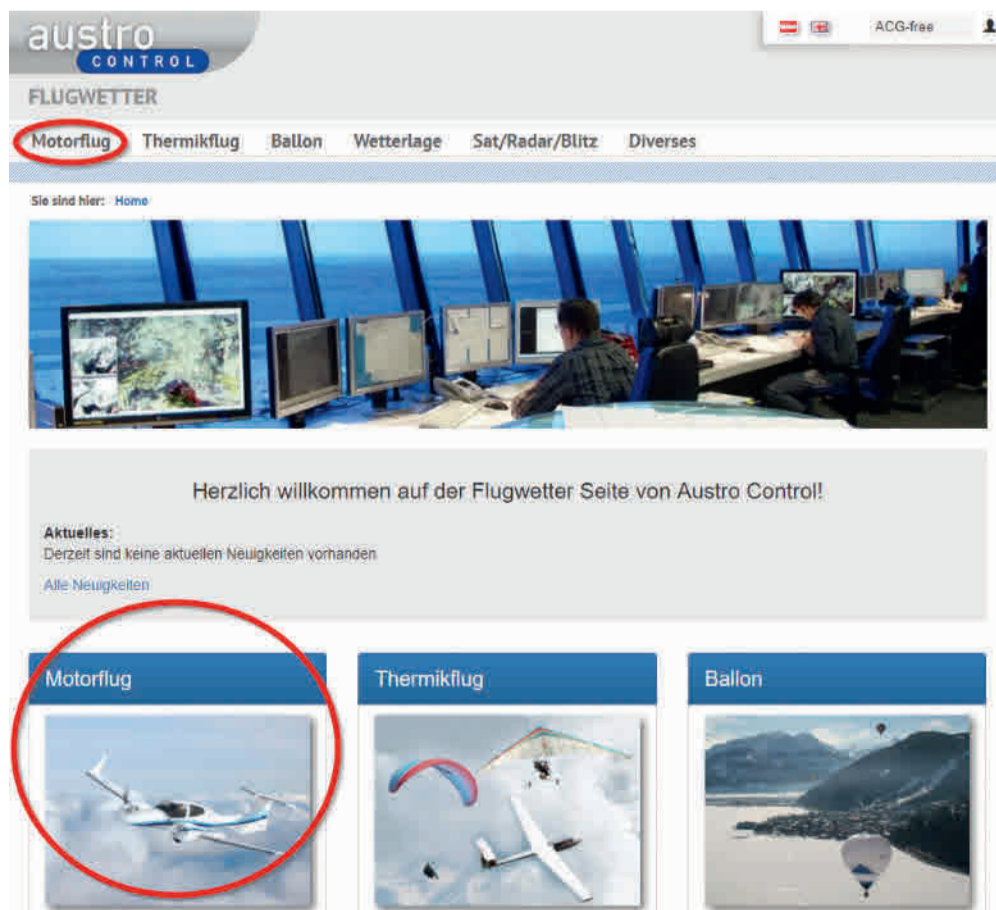 austro
CONTROL
ACG-free
FLUGWETTER
Motorflug Thermikflug Ballon Wetterlage Sat/Radar/Blitz Diverses
Sie sind hier: Home
Herzlich willkommen auf der Flugwetter Seite von Austro Control!
Aktuelles:
Derzeit sind keine aktuellen Neuigkeiten vorhanden
Alle Neuigkeiten
Motorflug
Thermikflug
Ballon